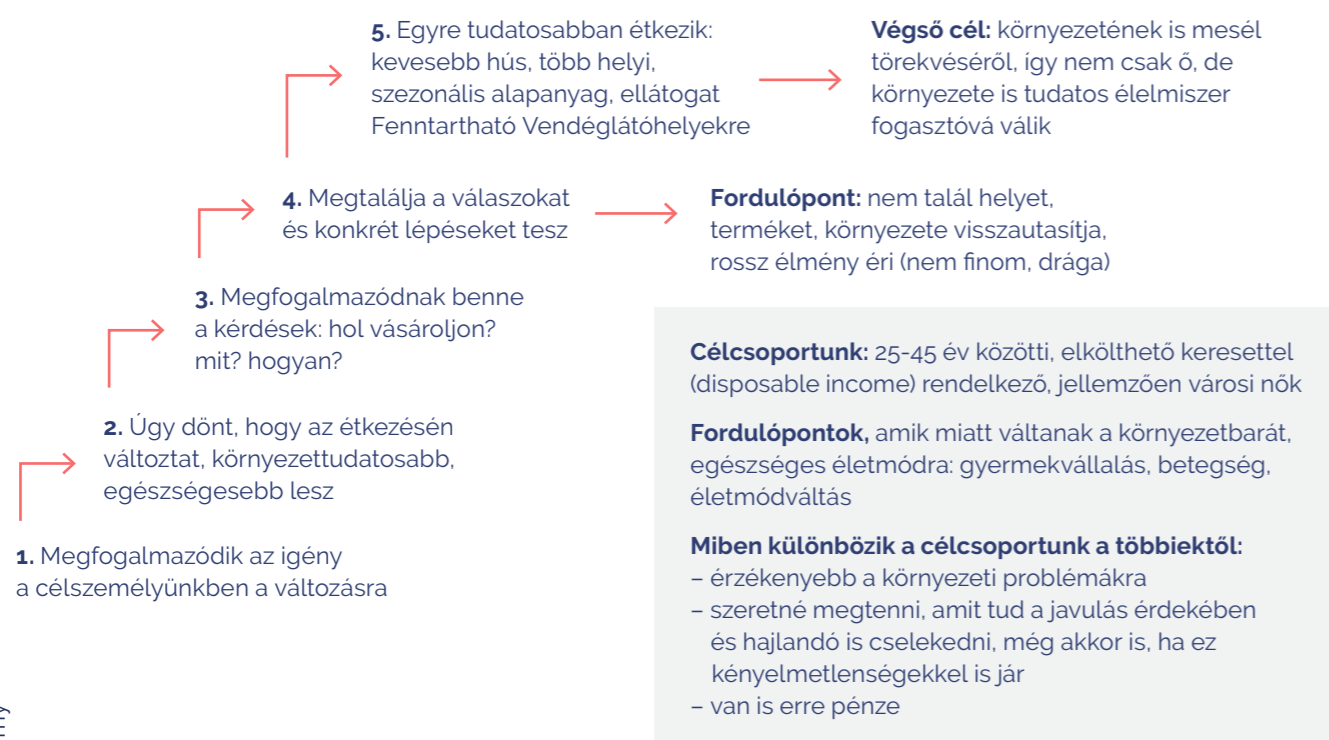 5. Egyre tudatosabban étkezik:
kevesebb hús, több helyi,
szezonális alapanyag, ellátogat
Fenntartható Vendéglátóhelyekre
Végső cél: környezetének is mesél
törekvéséről, így nem csak ő, de
környezete is tudatos élelmiszer
fogasztóvá válik
4. Megtalálja a válaszokat
és konkrét lépéseket tesz
Fordulópont: nem talál helyet,
terméket, környezete visszautasítja,
rossz élmény éri (nem finom, drága)
3. Megfogalmazódnak benne
a kérdések: hol vásároljon?
mit? hogyan?
2. Úgy dönt, hogy az étkezésén
változtat, környezettudatosabb,
egészségesebb lesz
1. Megfogalmazódik az igény
a célszemélyünkben a változásra
Célcsoportunk: 25-45 év közötti, elkölthető keresettel
(disposable income) rendelkező, jellemzően városi nők
Fordulópontok, amik miatt váltanak a környezetbarát,
egészséges életmódra: gyermekvállalás, betegség,
életmódváltás
Miben különbözik a célcsoportunk a többiektől:
– érzékenyebb a környezeti problémákra
– szeretné megtenni, amit tud a javulás érdekében
és hajlandó is cselekedni, még akkor is, ha ez
kényelmetlenségekkel is jár
– van is erre pénze